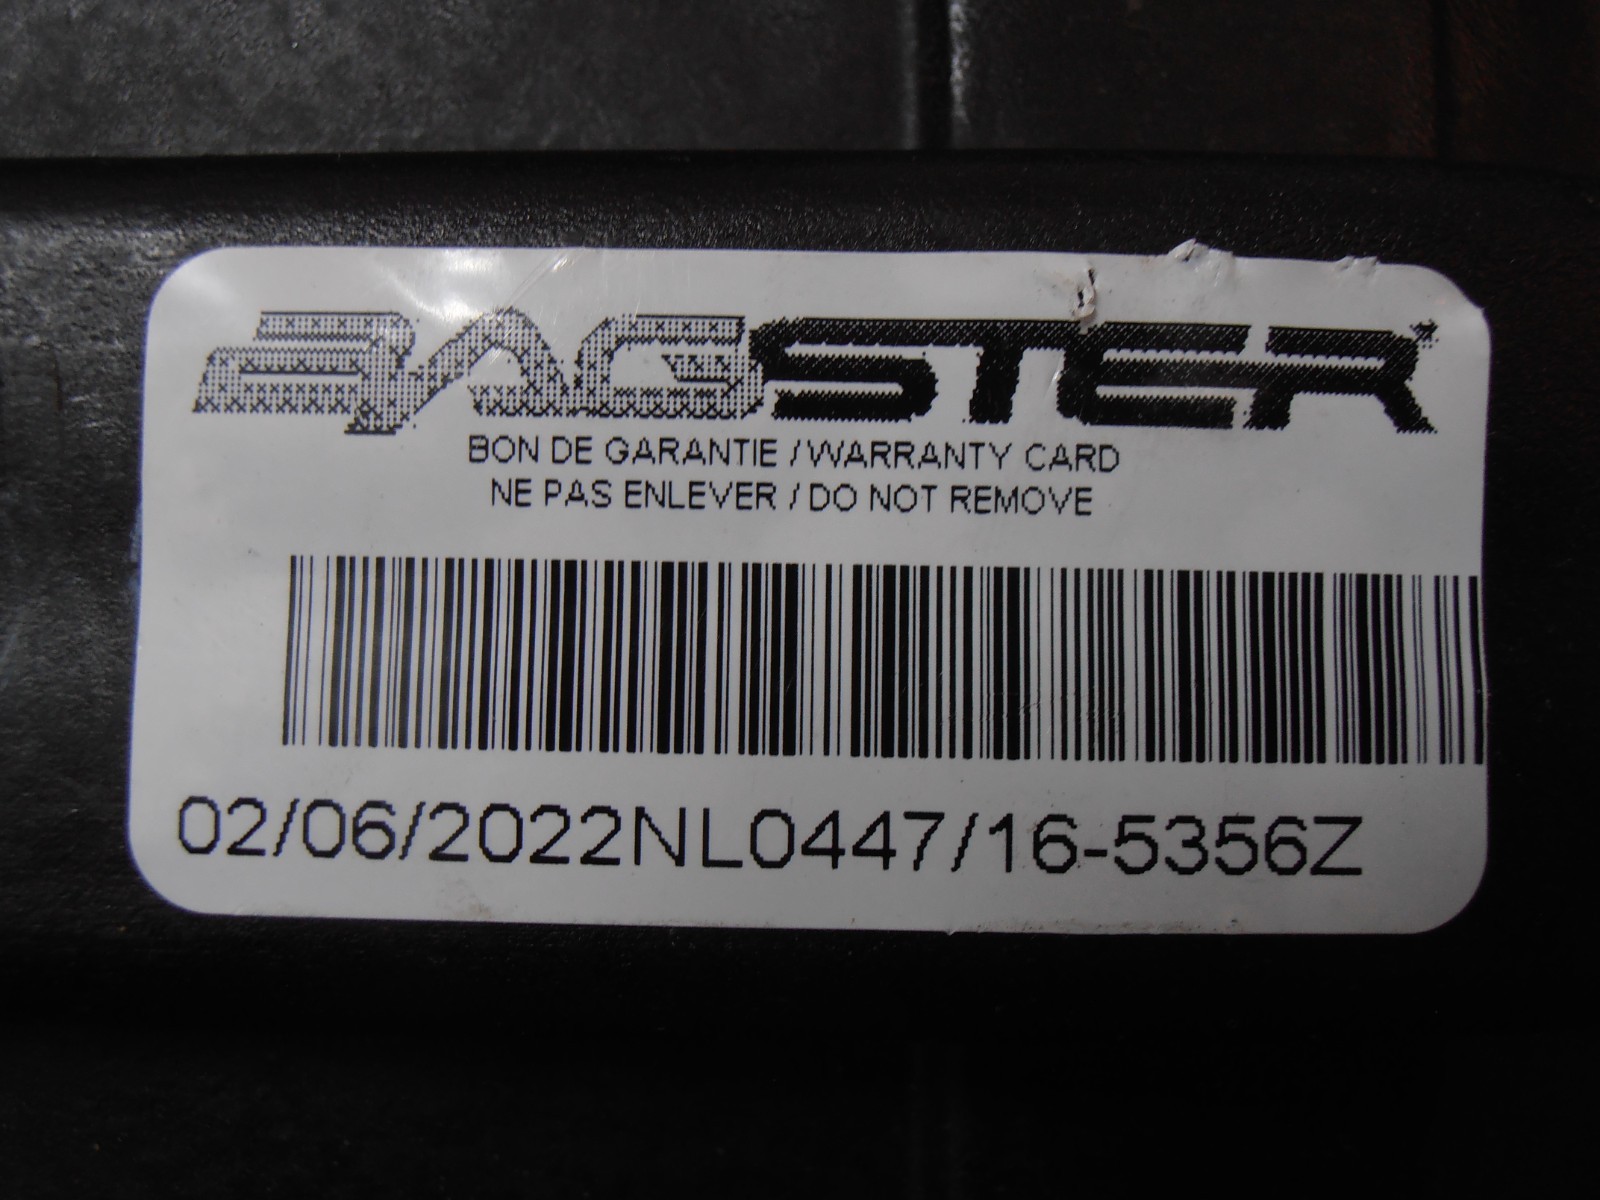 BAGSTER
BON DE GARANTIE / WARRANTY CARD
NE PAS ENLEVER / DO NOT REMOVE
02/06/2022NL0447/16-5356Z